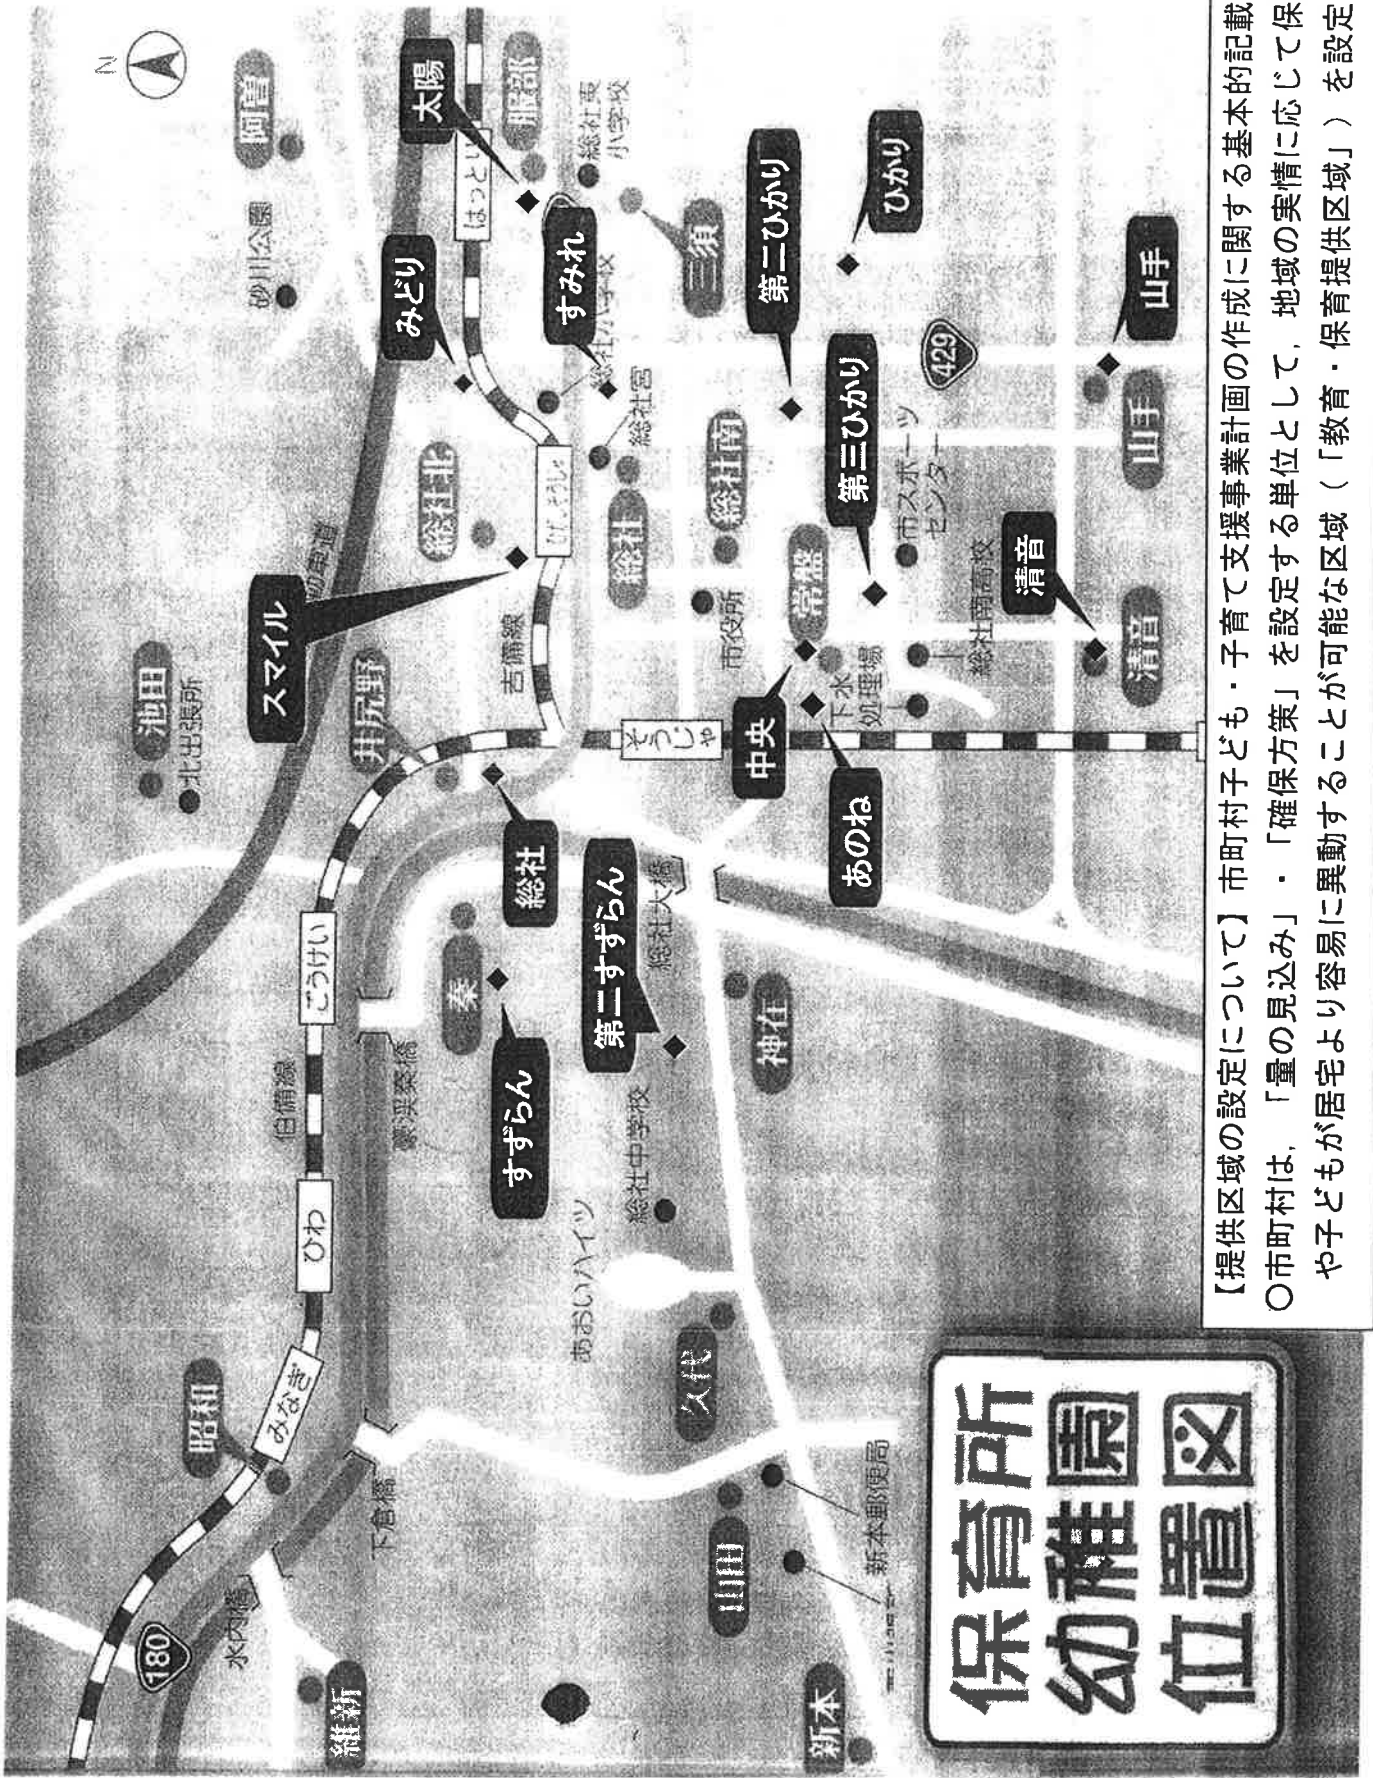 保育所
幼稚園
位置図
N
阿曽
砂川公園
太陽
服部
はっとり
総社東
小学校
みどり
すみれ
三須
総社小学校
総社宮
総社北
ひがしそうじゃ
総社
総社南
第二ひかり
ひかり
第三ひかり
429
市スポーツ
センター
山手
山手
スマイル
吉備線
市役所
常盤
総社南高校
清音
清音
池田
北出張所
井尻野
そうじゃ
中央
下水
処理場
あのね
総社
総社大橋
ごうけい
伯備線
豪渓秦橋
秦
すずらん
第二すずらん
神在
総社中学校
ひわ
あおいハイツ
久代
昭和
みなぎ
下倉橋
水内橋
180
維新
山田
新本郵便局
新本
【提供区域の設定について】市町村子ども・子育て支援事業計画の作成に関する基本的記載
〇市町村は，「量の見込み」・「確保方策」を設定する単位として，地域の実情に応じて保
や子どもが居宅より容易に異動することが可能な区域（「教育・保育提供区域」）を設定